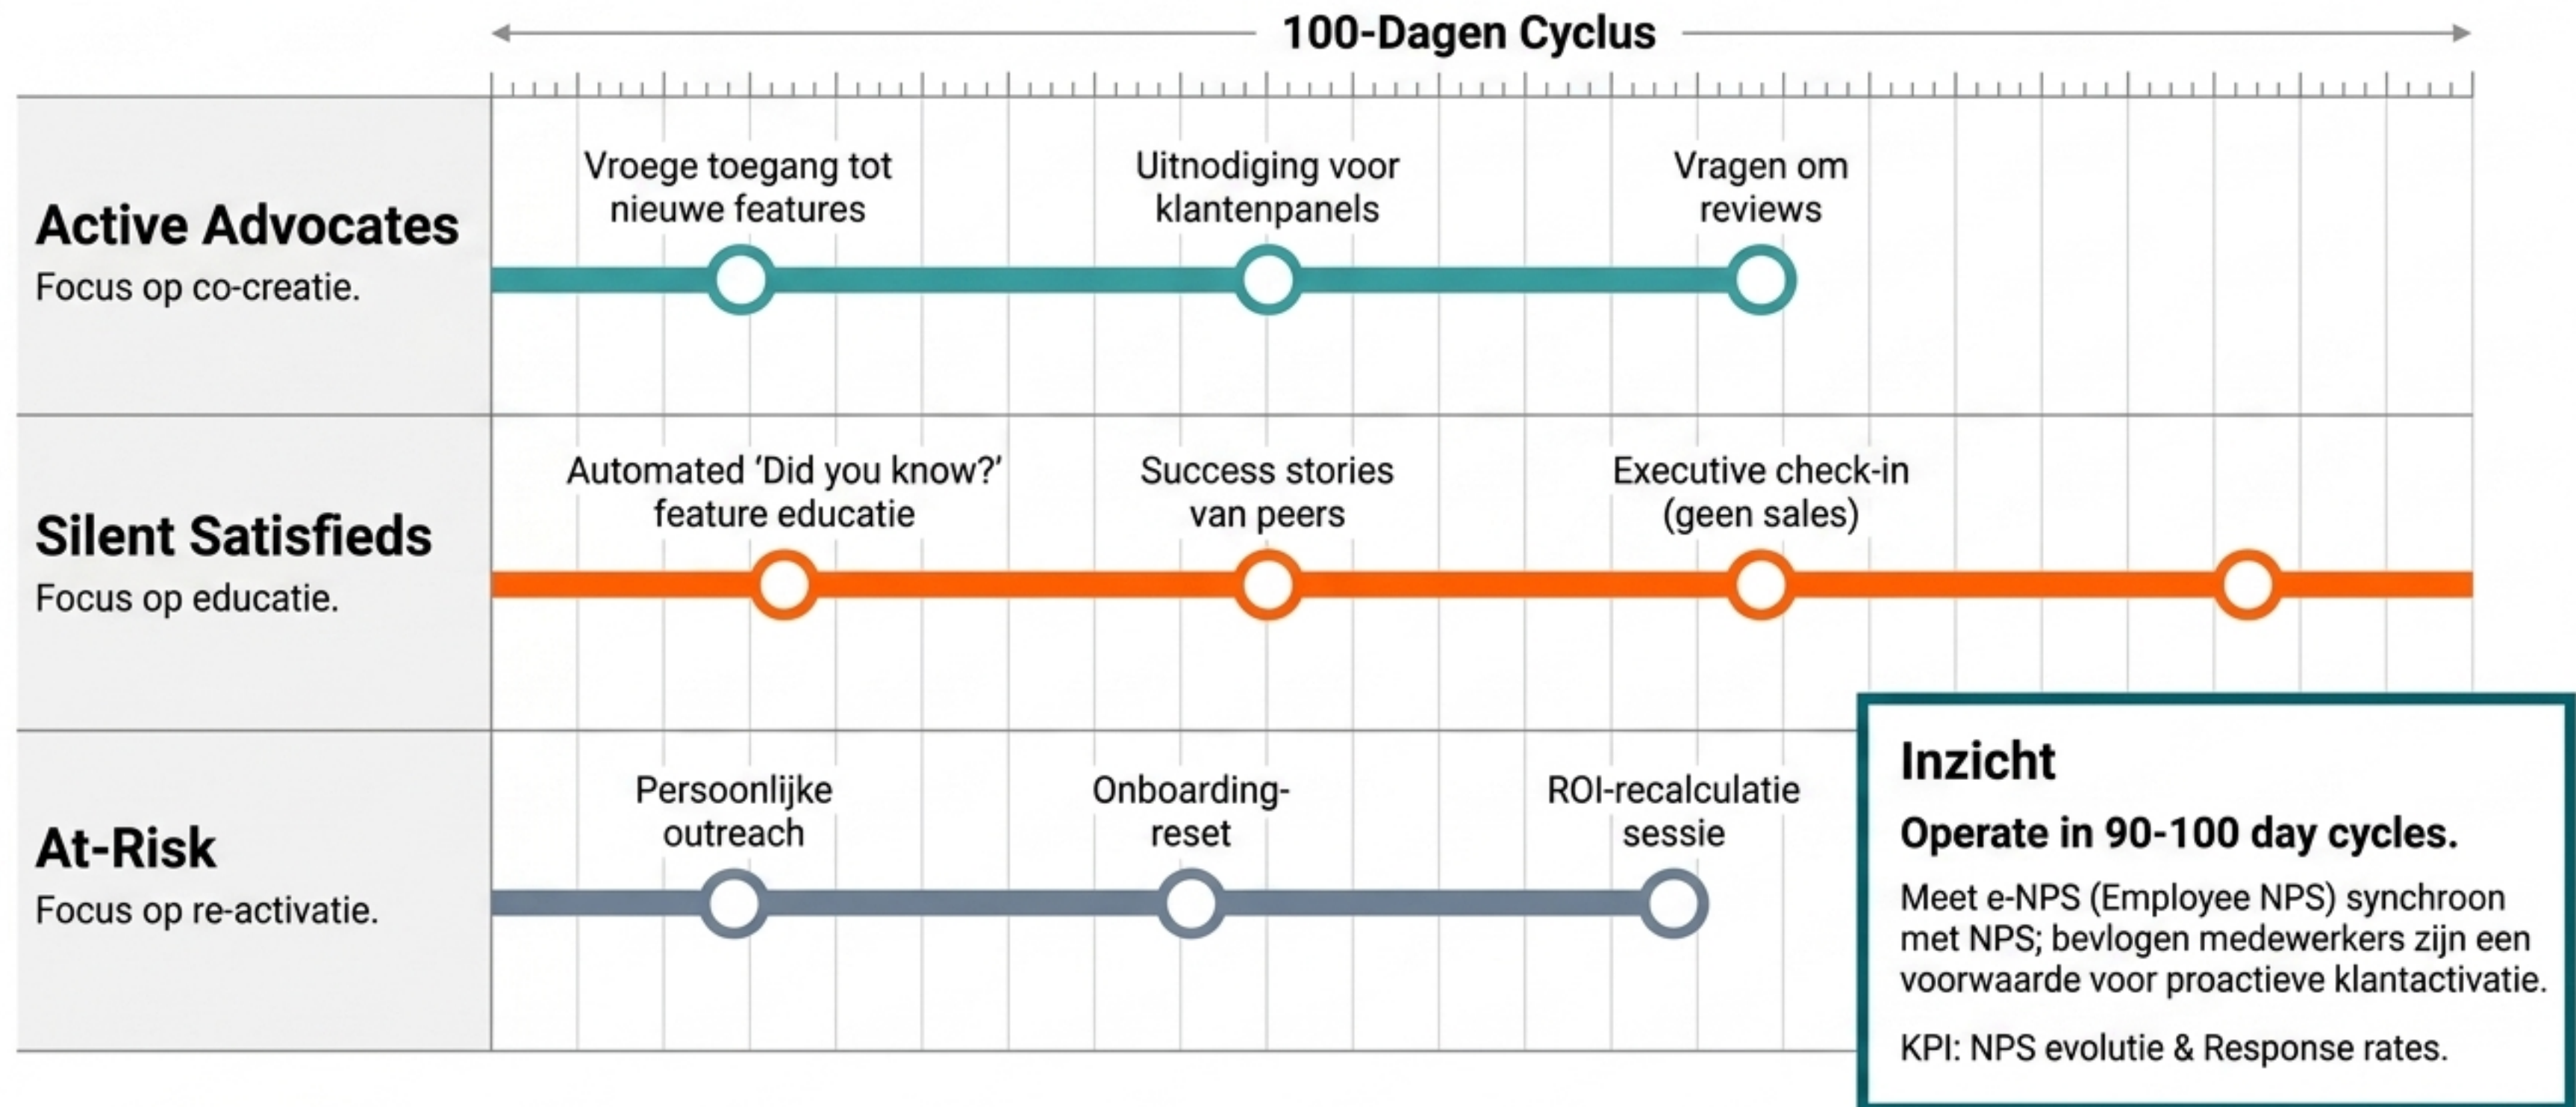 100-Dagen Cyclus
Active Advocates
Focus op co-creatie.
Vroege toegang tot
nieuwe features
Uitnodiging voor
klantenpanels
Vragen om
reviews
Silent Satisfieds
Focus op educatie.
Automated ‘Did you know?’
feature educatie
Success stories
van peers
Executive check-in
(geen sales)
At-Risk
Focus op re-activatie.
Persoonlijke
outreach
Onboarding-
reset
ROI-recalculatie
sessie
Inzicht
Operate in 90-100 day cycles.
Meet e-NPS (Employee NPS) synchroon
met NPS; bevlogen medewerkers zijn een
voorwaarde voor proactieve klantactivatie.
KPI: NPS evolutie & Response rates.